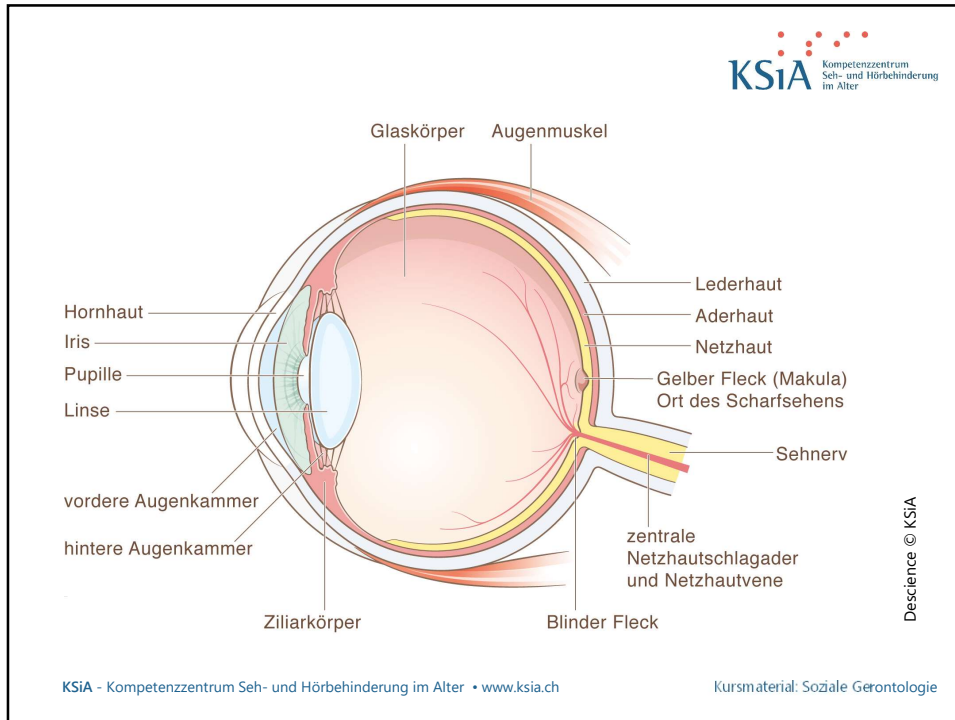 KSiA Kompetenzzentrum
Seh- und Hörbehinderung
im Alter
Glaskörper Augenmuskel
Hornhaut
Iris
Pupille
Linse
vordere Augenkammer
hintere Augenkammer
Ziliarkörper
Lederhaut
Aderhaut
Netzhaut
Gelber Fleck (Makula)
Ort des Scharfsehens
Sehnerv
zentrale
Netzhautschlagader
und Netzhautvene
Blinder Fleck
Descience © KSiA
KSiA - Kompetenzzentrum Seh- und Hörbehinderung im Alter • www.ksia.ch
Kursmaterial: Soziale Gerontologie